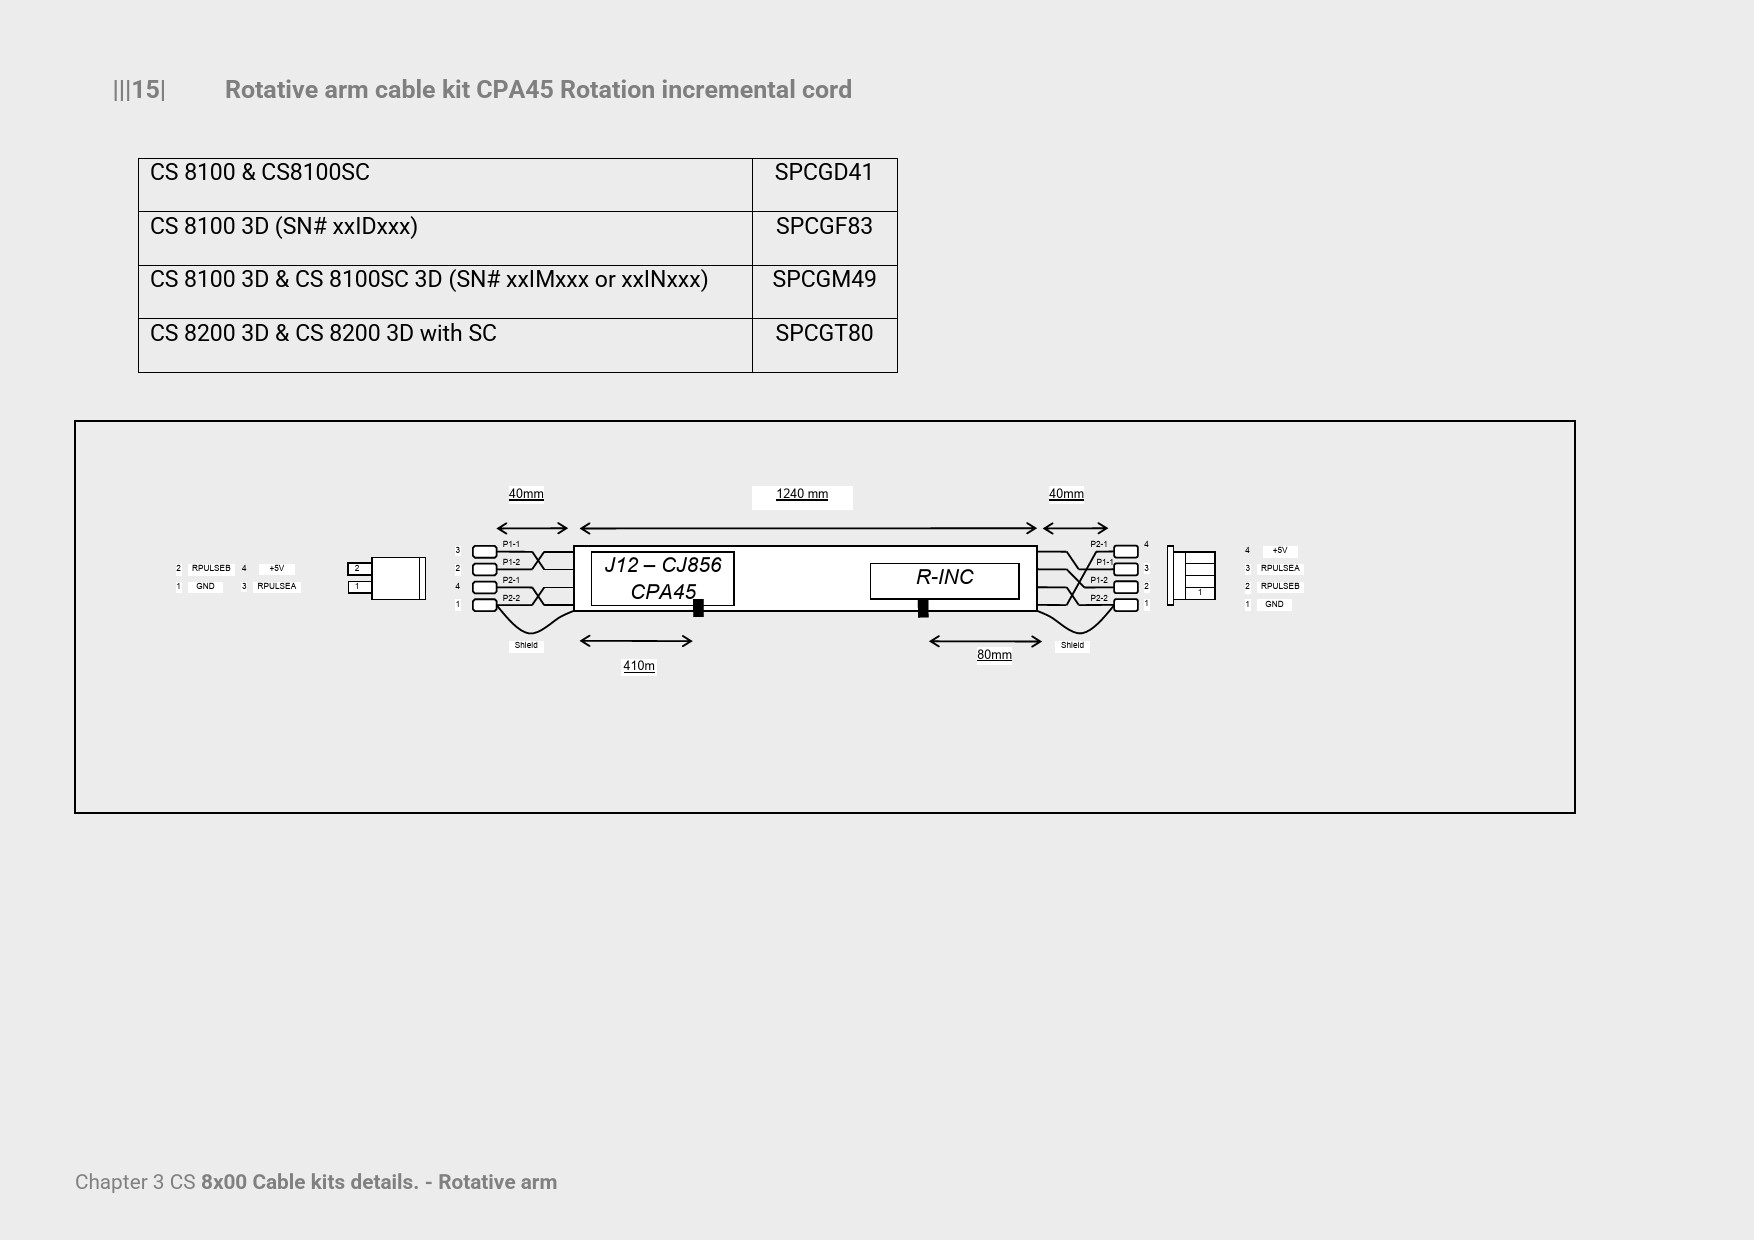 |||15| Rotative arm cable kit CPA45 Rotation incremental cord
CS 8100 & CS8100SC SPCGD41
CS 8100 3D (SN# xxIDxxx) SPCGF83
CS 8100 3D & CS 8100SC 3D (SN# xxIMxxx or xxINxxx) SPCGM49
CS 8200 3D & CS 8200 3D with SC SPCGT80
40mm 1240 mm 40mm
3 P1-1 P2-1 4 4 +5V
2 RPULSEB 4 +5V 2 2 P1-2 P1-1 3 3 RPULSEA
1 GND 3 RPULSEA 1 4 P2-1 P1-2 2 1 2 RPULSEB
1 P2-2 P2-2 1 1 GND
J12 – CJ856
CPA45
R-INC
Shield 80mm Shield
410m
Chapter 3 CS 8x00 Cable kits details. - Rotative arm